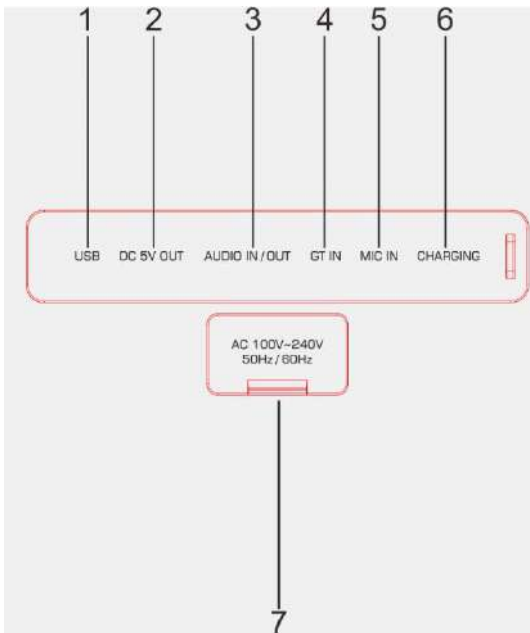 1 2 3 4 5 6
USB DC 5V OUT AUDIO IN/OUT GT IN MIC IN CHARGING
AC 100V~240V
50Hz/60Hz
7